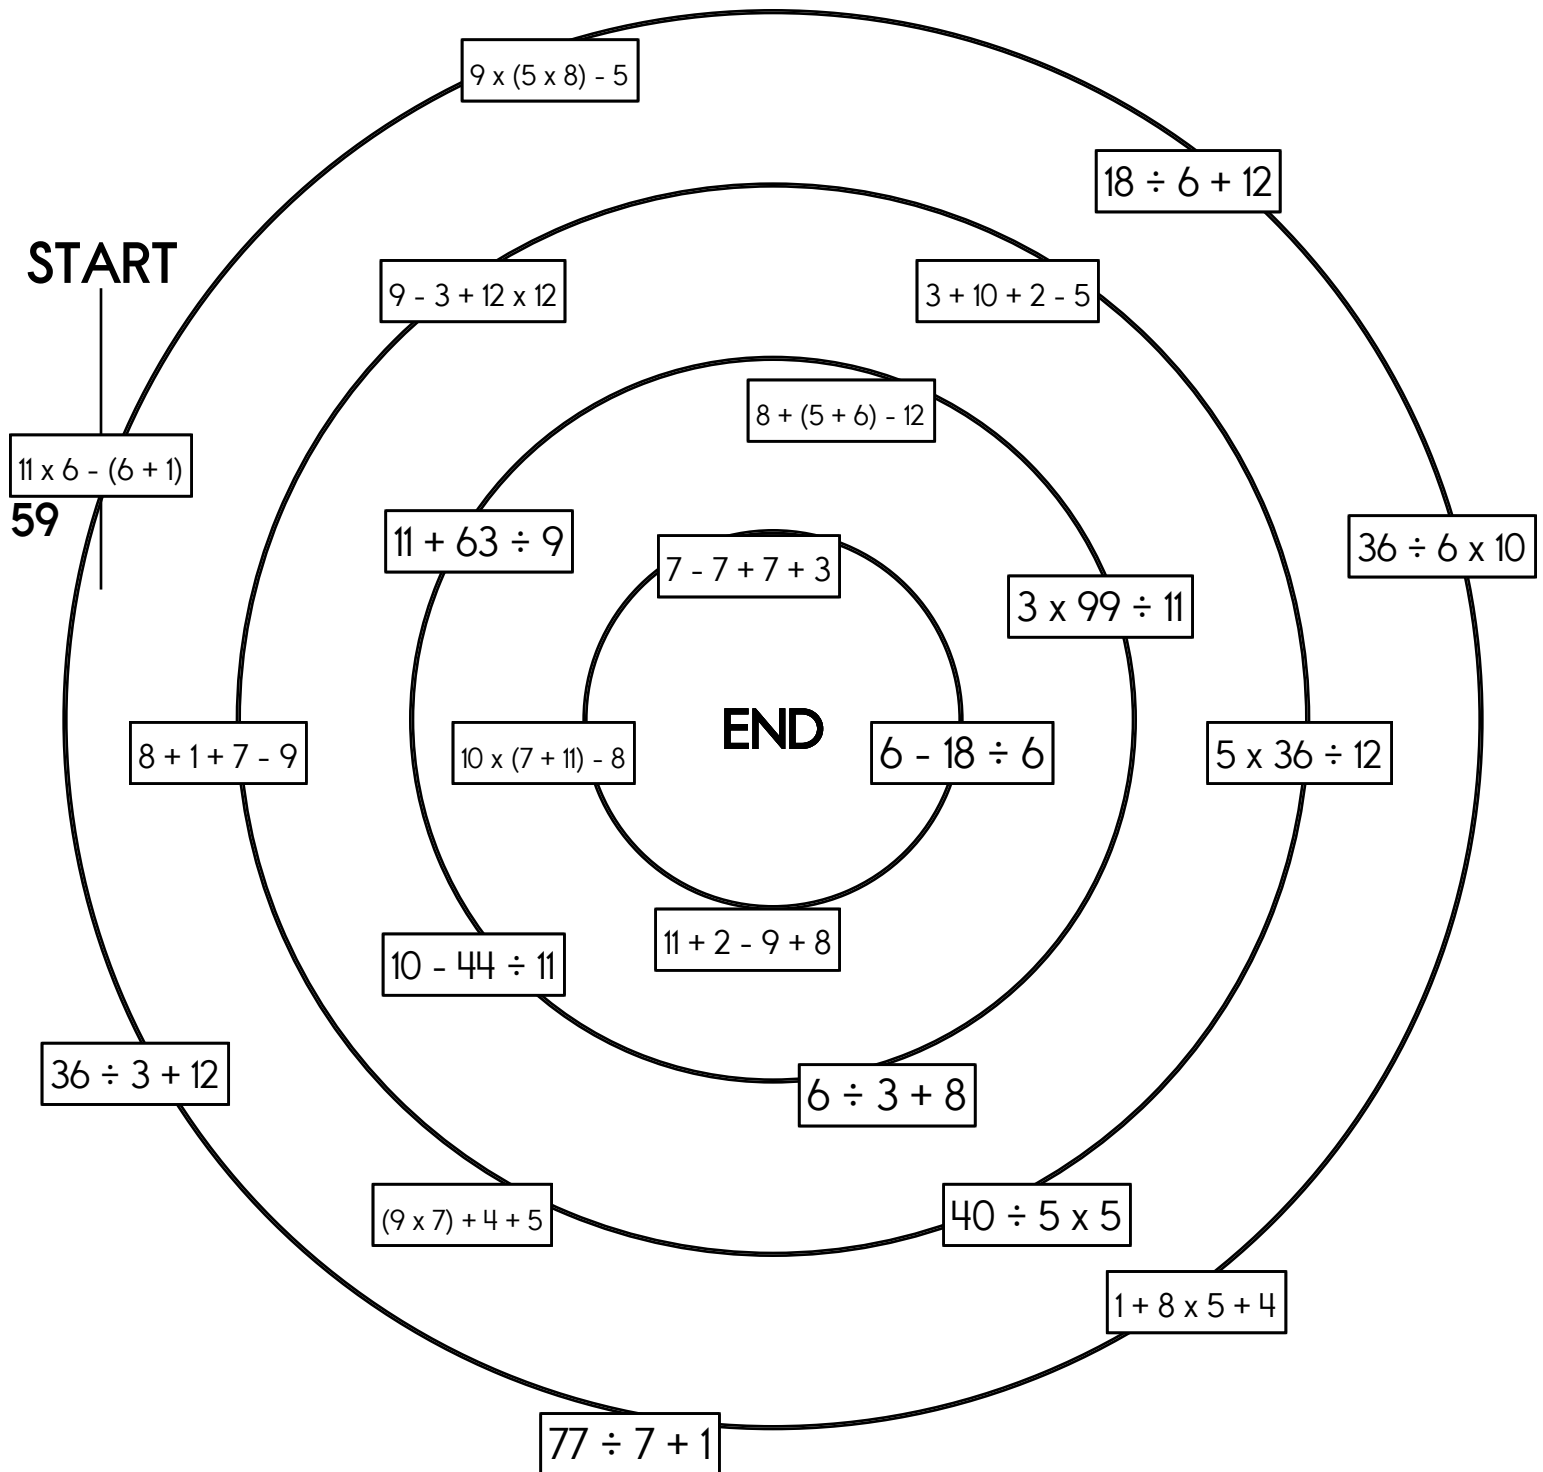 9 x (5 x 8) - 5
18 ÷ 6 + 12
START
9 - 3 + 12 x 12
3 + 10 + 2 - 5
8 + (5 + 6) - 12
11 x 6 - (6 + 1)
59
11 + 63 ÷ 9
36 ÷ 6 x 10
7 - 7 + 7 + 3
3 x 99 ÷ 11
END
8 + 1 + 7 - 9
10 x (7 + 11) - 8
6 - 18 ÷ 6
5 x 36 ÷ 12
11 + 2 - 9 + 8
10 - 44 ÷ 11
36 ÷ 3 + 12
6 ÷ 3 + 8
(9 x 7) + 4 + 5
40 ÷ 5 x 5
1 + 8 x 5 + 4
77 ÷ 7 + 1